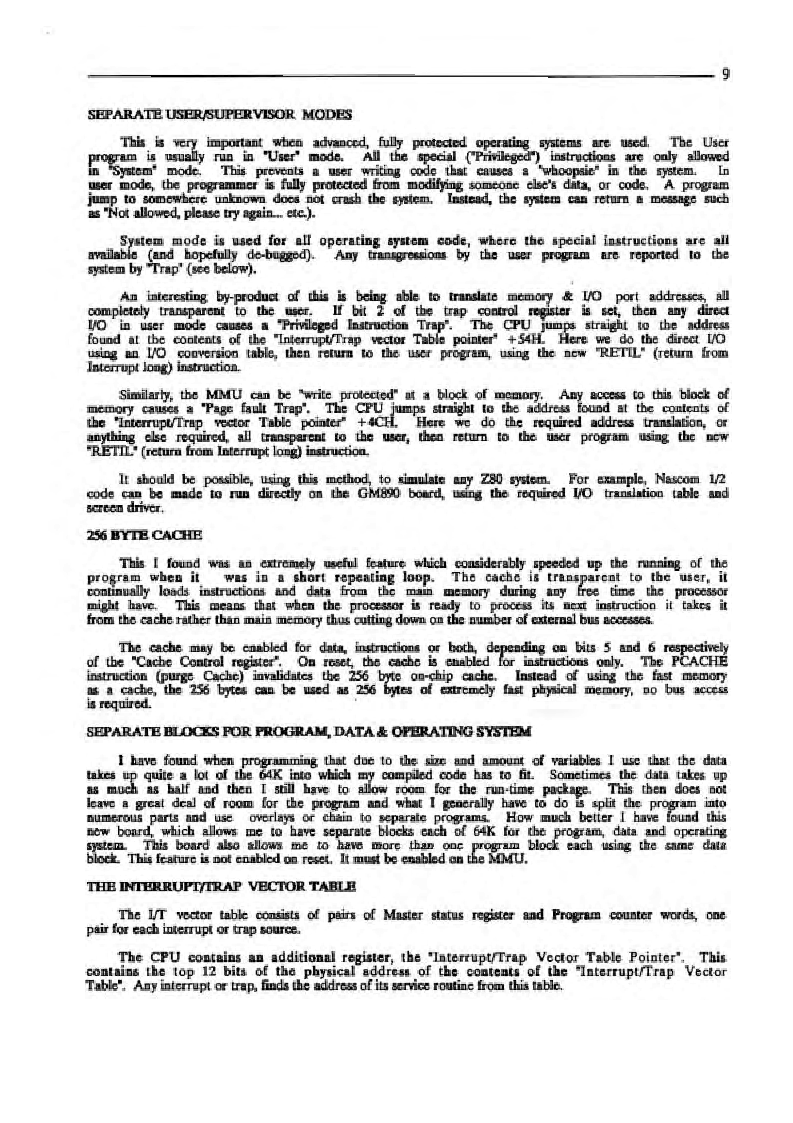 9
SEPARATE USER/SUPERVISOR MODES
This is very important when advanced, fully protected operating systems are used. The User
program is usually run in "User" mode. All the special ("Privileged") instructions are only allowed
in "System" mode. This prevents a user writing code that causes a "whoopsie" in the system. In
user mode, the programmer is fully protected from modifying someone else's data, or code. A program
jump to somewhere unknown does not crash the system. Instead, the system can return a message such
as "Not allowed, please try again... etc.).
System mode is used for all operating system code, where the special instructions are all
available (and hopefully de-bugged). Any transgressions by the user program are reported to the
system by "Trap" (see below).
An interesting by-product of this is being able to translate memory & I/O port addresses, all
completely transparent to the user. If bit 2 of the trap control register is set, then any direct
I/O in user mode causes a "Privileged Instruction Trap". The CPU jumps straight to the address
found at the contents of the "Interrupt/Trap vector Table pointer" +54H. Here we do the direct I/O
using an I/O conversion table, then return to the user program, using the new "RETIL" (return from
Interrupt long) instruction.
Similarly, the MMU can be "write protected" at a block of memory. Any access to this block of
memory causes a "Page fault Trap". The CPU jumps straight to the address found at the contents of
the "Interrupt/Trap vector Table pointer" +4CH. Here we do the required address translation, or
anything else required, all transparent to the user, then return to the user program using the new
"RETIL" (return from Interrupt long) instruction.
It should be possible, using this method, to simulate any Z80 system. For example, Nascom 1/2
code can be made to run directly on the GM890 board, using the required I/O translation table and
screen driver.
256 BYTE CACHE
This I found was an extremely useful feature which considerably speeded up the running of the
program when it was in a short repeating loop. The cache is transparent to the user, it
continually loads instructions and data from the main memory during any free time the processor
might have. This means that when the processor is ready to process its next instruction it takes it
from the cache rather than main memory thus cutting down on the number of external bus accesses.
The cache may be enabled for data, instructions or both, depending on bits 5 and 6 respectively
of the "Cache Control register". On reset, the cache is enabled for instructions only. The PCACHE
instruction (purge Cache) invalidates the 256 byte on-chip cache. Instead of using the fast memory
as a cache, the 256 bytes can be used as 256 bytes of extremely fast physical memory, no bus access
is required.
SEPARATE BLOCKS FOR PROGRAM, DATA & OPERATING SYSTEM
I have found when programming that due to the size and amount of variables I use that the data
takes up quite a lot of the 64K into which my compiled code has to fit. Sometimes the data takes up
as much as half and then I still have to allow room for the run-time package. This then does not
leave a great deal of room for the program and what I generally have to do is split the program into
numerous parts and use overlays or chain to separate programs. How much better I have found this
new board, which allows me to have separate blocks each of 64K for the program, data and operating
system. This board also allows me to have more than one program block each using the same data
block. This feature is not enabled on reset. It must be enabled on the MMU.
THE INTERRUPT/TRAP VECTOR TABLE
The I/T vector table consists of pairs of Master status register and Program counter words, one
pair for each interrupt or trap source.
The CPU contains an additional register, the "Interrupt/Trap Vector Table Pointer". This
contains the top 12 bits of the physical address of the contents of the "Interrupt/Trap Vector
Table". Any interrupt or trap, finds the address of its service routine from this table.